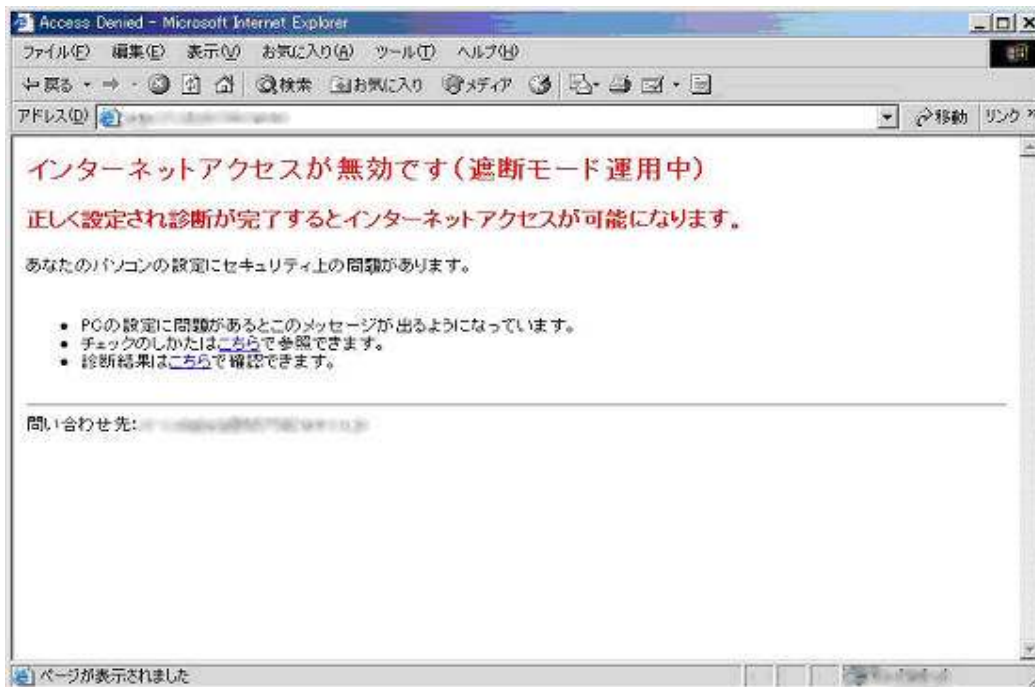 Access Denied - Microsoft Internet Explorer
ファイル(F) 編集(E) 表示(V) お気に入り(A) ツール(T) ヘルプ(H)
戻る 検索 お気に入り メディア
アドレス(D) 移動 リンク »
インターネットアクセスが無効です(遮断モード運用中)
正しく設定され診断が完了するとインターネットアクセスが可能になります。
あなたのパソコンの設定にセキュリティ上の問題があります。
• PCの設定に問題があるとこのメッセージが出るようになっています。
• チェックのしかたはこちらで参照できます。
• 診断結果はこちらで確認できます。
問い合わせ先:
ページが表示されました